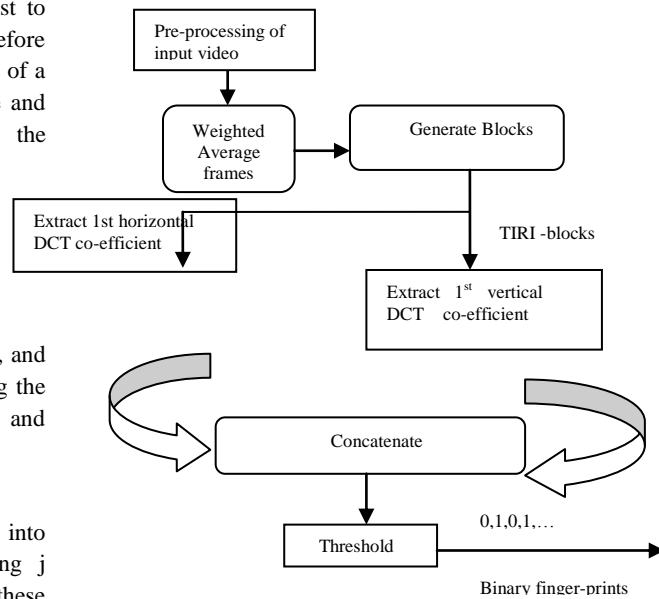 st to
efore
of a
e and
the
, and
g the
and
into
ng j
these
Pre-processing of
input video
Weighted
Average
frames
Generate Blocks
Extract 1st horizontal
DCT co-efficient
TIRI -blocks
Extract 1st vertical
DCT co-efficient
Concatenate
Threshold
0,1,0,1,…
Binary finger-prints